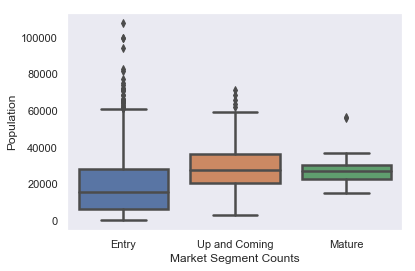 100000
80000
60000
40000
20000
0
Population
Entry
Up and Coming
Mature
Market Segment Counts